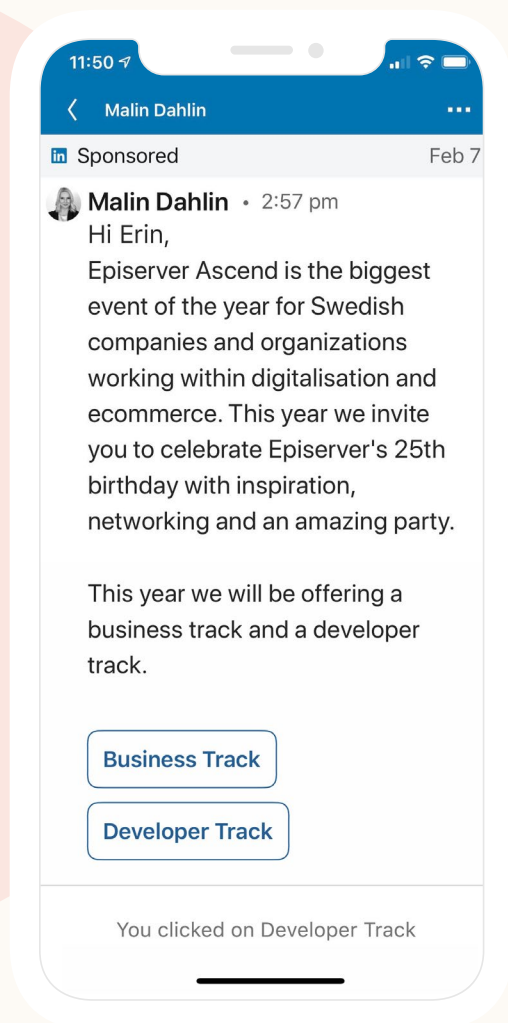 11:50
Malin Dahlin
in Sponsored Feb 7
Malin Dahlin • 2:57 pm
Hi Erin,
Episerver Ascend is the biggest
event of the year for Swedish
companies and organizations
working within digitalisation and
ecommerce. This year we invite
you to celebrate Episerver's 25th
birthday with inspiration,
networking and an amazing party.
This year we will be offering a
business track and a developer
track.
Business Track
Developer Track
You clicked on Developer Track